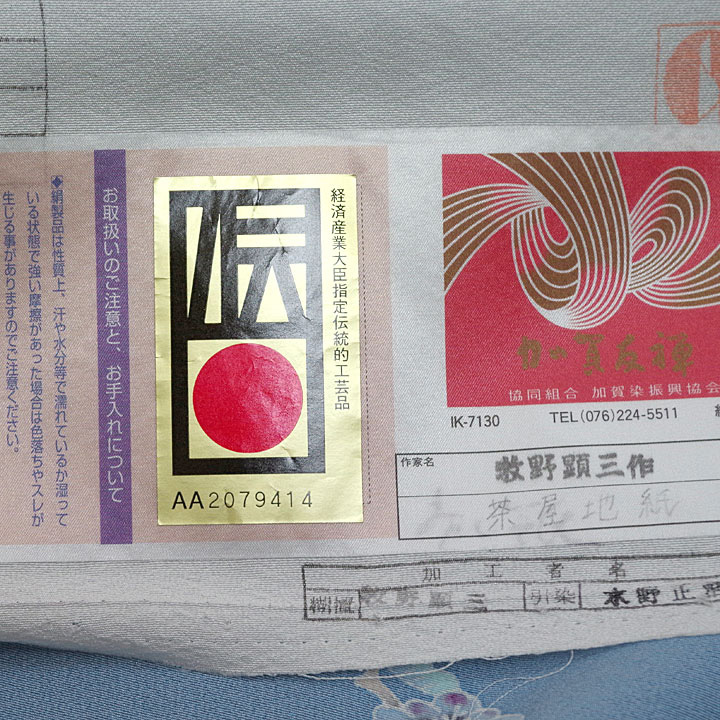 お取扱いのご注意と、お手入れについて
◆絹製品は性質上、汗や水分等で濡れているか湿って
いる状態で強い摩擦があった場合は色落ちやスレが
生じる事がありますのでご注意ください。
伝
経済産業大臣指定伝統的工芸品
AA2079414
加賀友禅
協同組合 加賀染振興協会
IK-7130 TEL(076)224-5511
作家名 牧野顕三作
茶屋地紙
加工者名
糊置 牧野顕三 引染 水野正